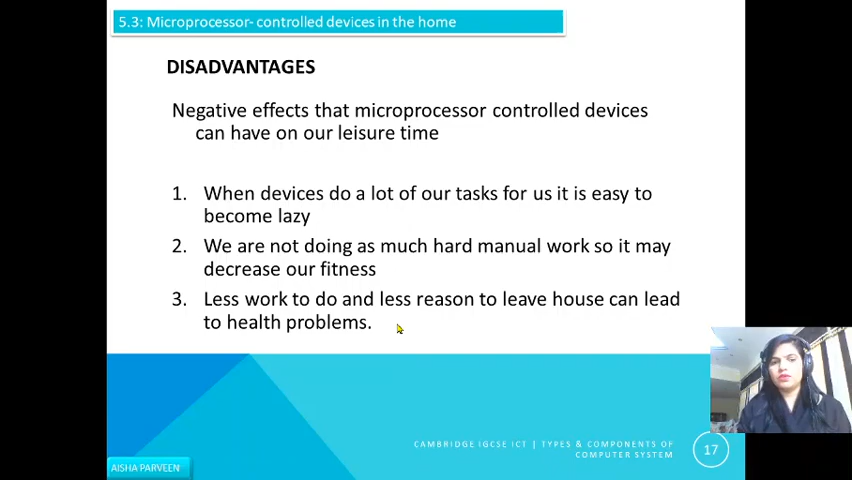 5.3: Microprocessor- controlled devices in the home
DISADVANTAGES
Negative effects that microprocessor controlled devices
can have on our leisure time
1. When devices do a lot of our tasks for us it is easy to
become lazy
2. We are not doing as much hard manual work so it may
decrease our fitness
3. Less work to do and less reason to leave house can lead
to health problems.
CAMBRIDGE IGCSE ICT | TYPES & COMPONENTS OF
COMPUTER SYSTEM
17
AISHA PARVEEN